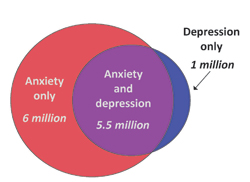 Depression
only
1 million
Anxiety
only
6 million
Anxiety
and
depression
5.5 million